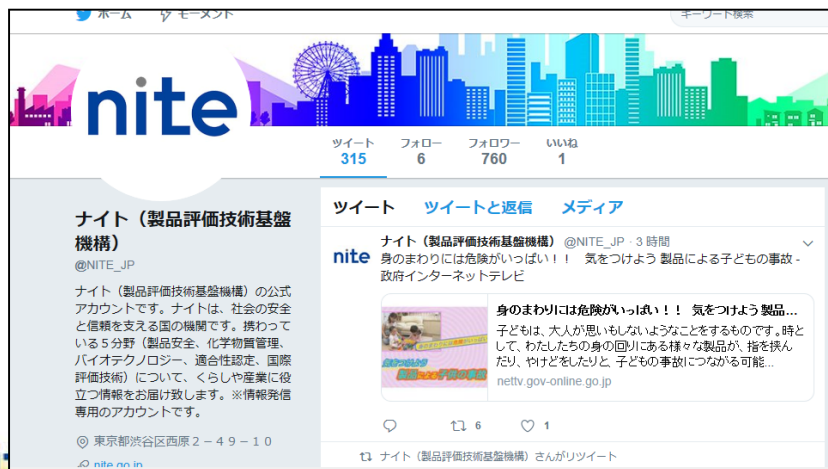 ホーム モーメント
キーワード検索
nite
ツイート フォロー フォロワー いいね
315 6 760 1
ナイト（製品評価技術基盤
機構）
@NITE_JP
ナイト（製品評価技術基盤機構）の公式
アカウントです。ナイトは、社会の安全
と信頼を支える国の機関です。携わって
いる５分野（製品安全、化学物質管理、
バイオテクノロジー、適合性認定、国際
評価技術）について、くらしや産業に役
立つ情報をお届け致します。※情報発信
専用のアカウントです。
東京都渋谷区西原２－４９－１０
nite.go.jp
ツイート ツイートと返信 メディア
nite
ナイト（製品評価技術基盤機構） @NITE_JP · 3 時間
身のまわりには危険がいっぱい！！　気をつけよう 製品による子どもの事故 -
政府インターネットテレビ
気をつけよう
製品による子供の事故
身のまわりには危険がいっぱい！！　気をつけよう 製品...
子どもは、大人が思いもしないようなことをするものです。時と
して、わたしたちの身の回りにある様々な製品が、指を挟ん
だり、やけどをしたりと、子どもの事故につながる可能...
nettv.gov-online.go.jp
6 1
ナイト（製品評価技術基盤機構）さんがリツイート